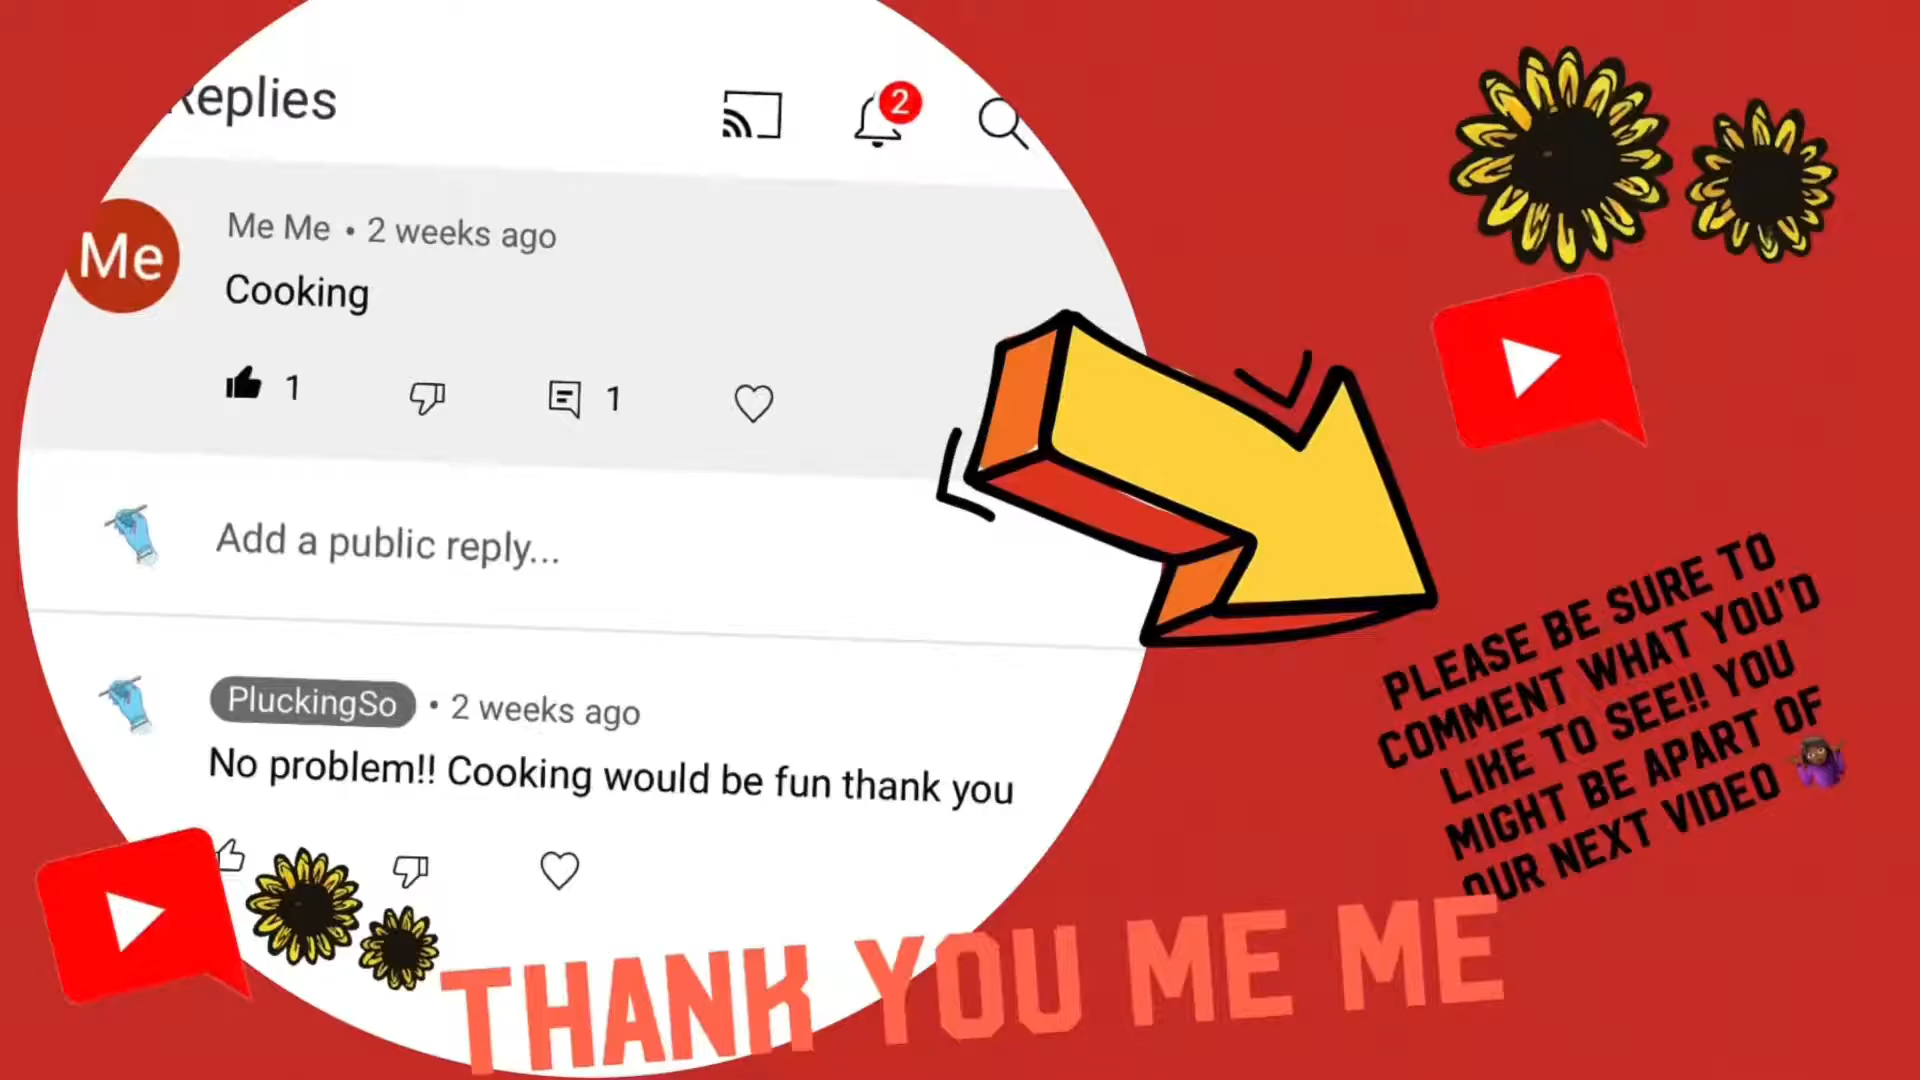 Replies
2
Me
Me Me • 2 weeks ago
Cooking
1
1
Add a public reply...
PluckingSo • 2 weeks ago
No problem!! Cooking would be fun thank you
PLEASE BE SURE TO
COMMENT WHAT YOU'D
LIKE TO SEE!! YOU
MIGHT BE APART OF
OUR NEXT VIDEO
THANK YOU ME ME